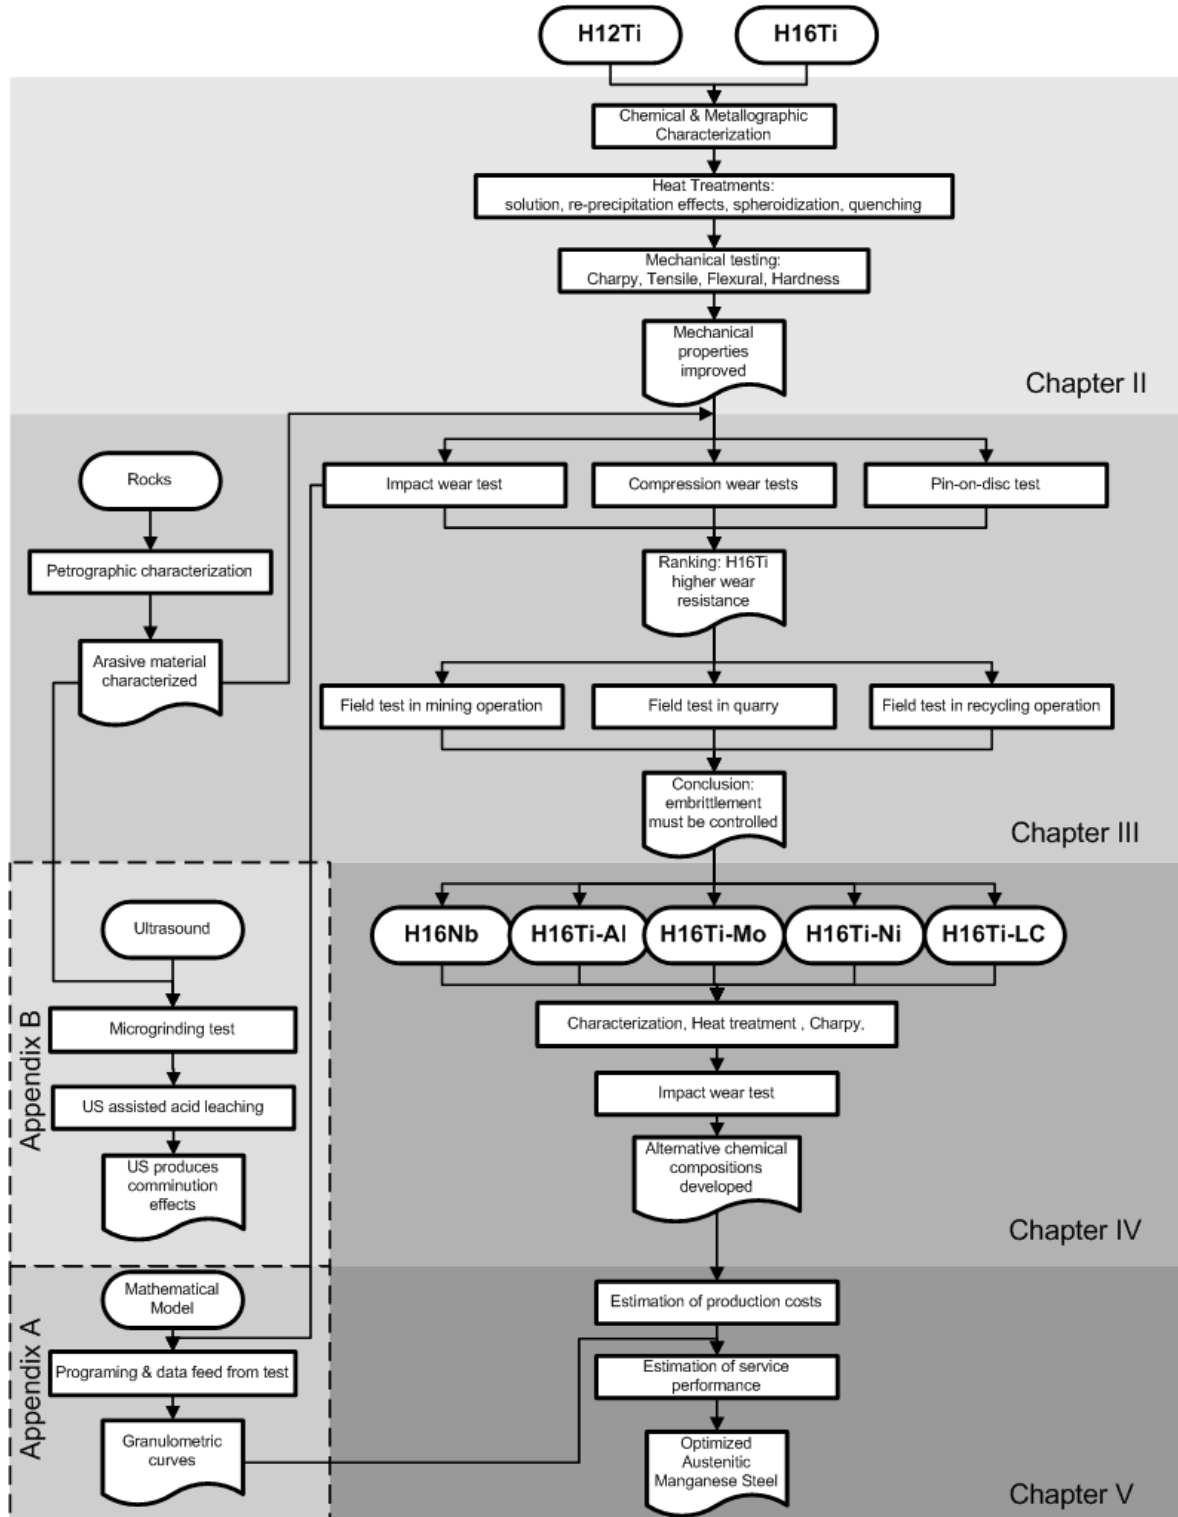 H12Ti
H16Ti
Chemical & Metallographic
Characterization
Heat Treatments:
solution, re-precipitation effects, spheroidization, quenching
Mechanical testing:
Charpy, Tensile, Flexural, Hardness
Mechanical
properties
improved
Chapter II
Rocks
Petrographic characterization
Arasive material
characterized
Impact wear test
Compression wear tests
Pin-on-disc test
Ranking: H16Ti
higher wear
resistance
Field test in mining operation
Field test in quarry
Field test in recycling operation
Conclusion:
embrittlement
must be controlled
Chapter III
Appendix B
Ultrasound
Microgrinding test
US assisted acid leaching
US produces
comminution
effects
H16Nb
H16Ti-Al
H16Ti-Mo
H16Ti-Ni
H16Ti-LC
Characterization, Heat treatment , Charpy,
Impact wear test
Alternative chemical
compositions
developed
Chapter IV
Appendix A
Mathematical
Model
Programing & data feed from test
Granulometric
curves
Estimation of production costs
Estimation of service
performance
Optimized
Austenitic
Manganese Steel
Chapter V